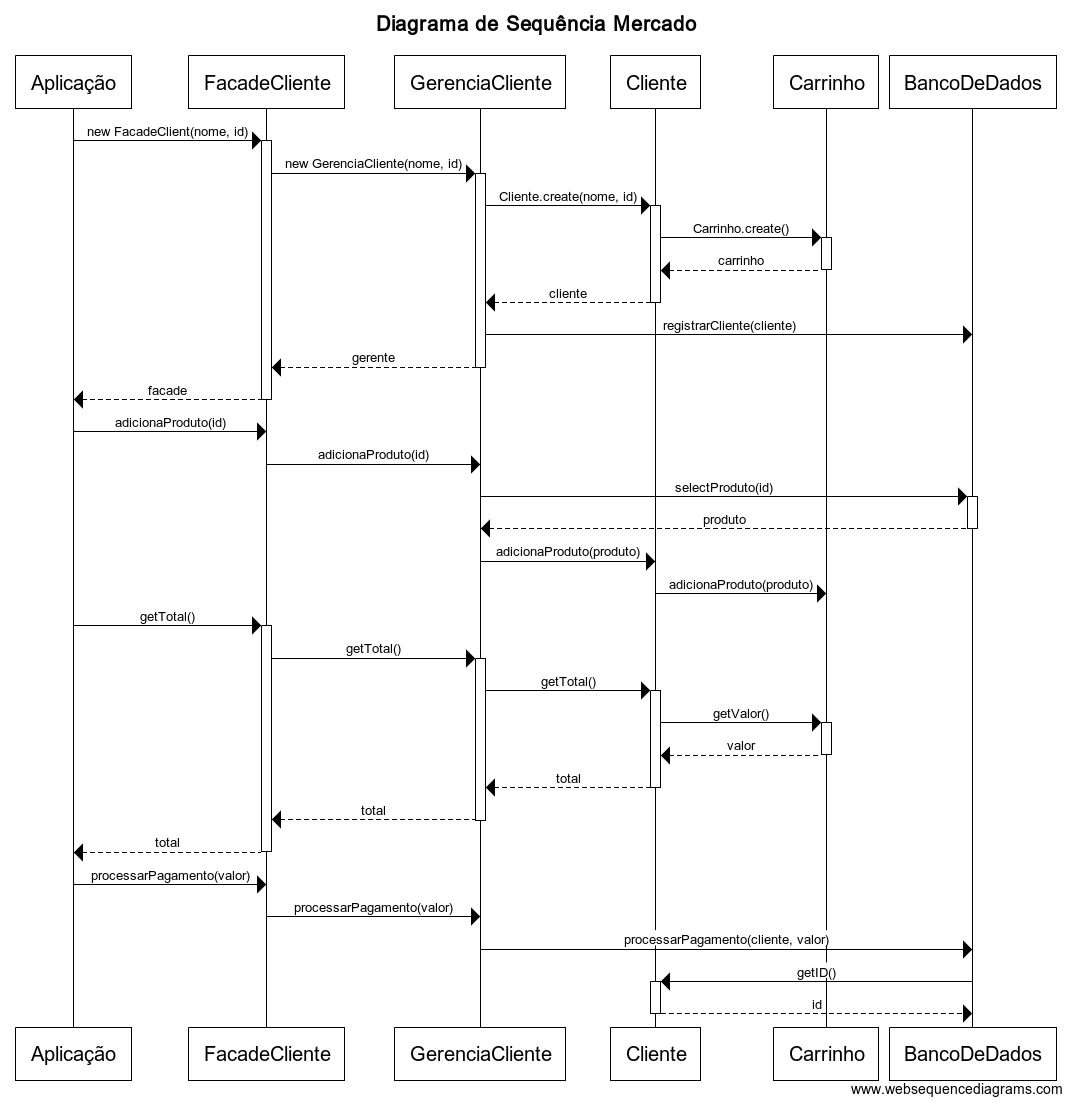 Diagrama de Sequência Mercado
Aplicação FacadeCliente GerenciaCliente Cliente Carrinho BancoDeDados
new FacadeClient(nome, id)
new GerenciaCliente(nome, id)
Cliente.create(nome, id)
Carrinho.create()
carrinho
cliente
registrarCliente(cliente)
gerente
facade
adicionaProduto(id)
adicionaProduto(id)
selectProduto(id)
produto
adicionaProduto(produto)
adicionaProduto(produto)
getTotal()
getTotal()
getTotal()
getValor()
valor
total
total
total
processarPagamento(valor)
processarPagamento(valor)
processarPagamento(cliente, valor)
getID()
id
Aplicação FacadeCliente GerenciaCliente Cliente Carrinho BancoDeDados
www.websequencediagrams.com